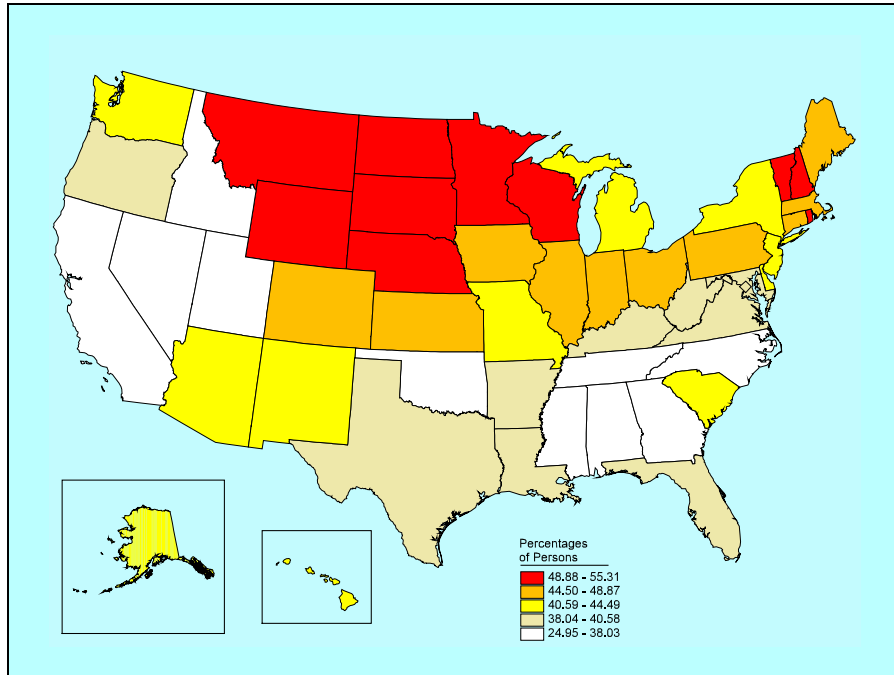 Percentages
of Persons
48.88 - 55.31
44.50 - 48.87
40.59 - 44.49
38.04 - 40.58
24.95 - 38.03